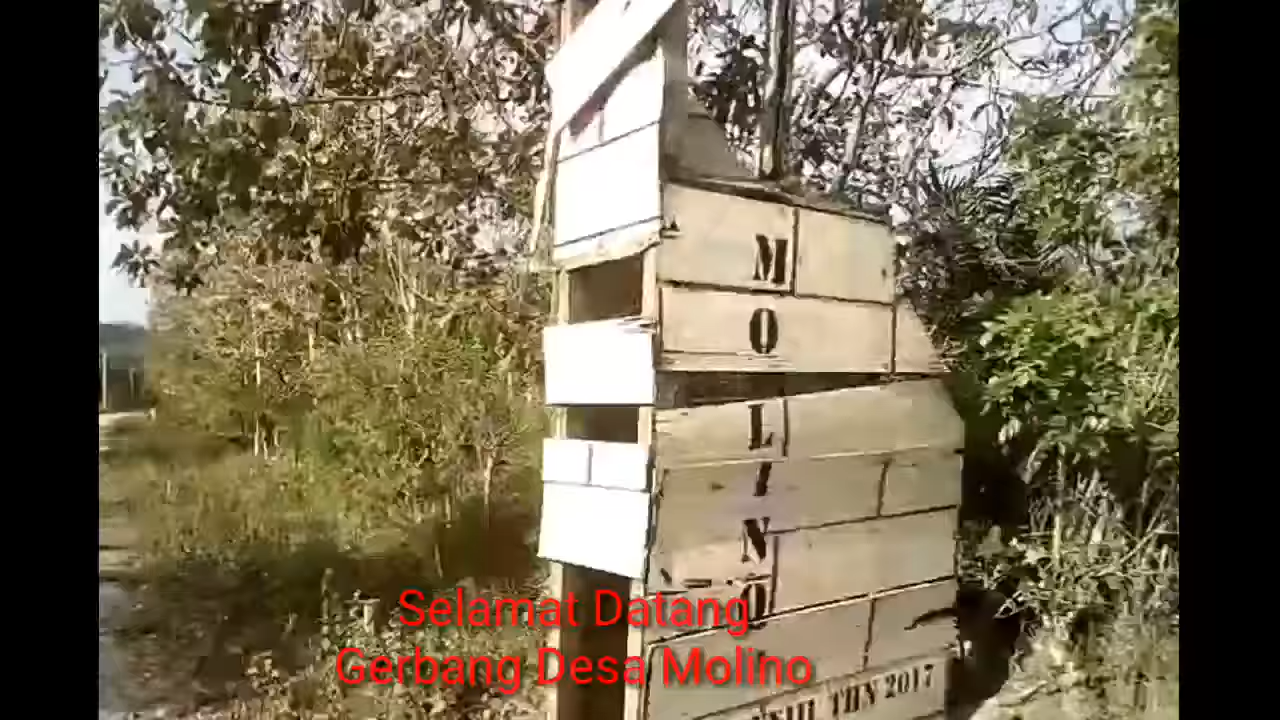 M
O
L
I
N
O
THN 2017
Selamat Datang
Gerbang Desa Molino